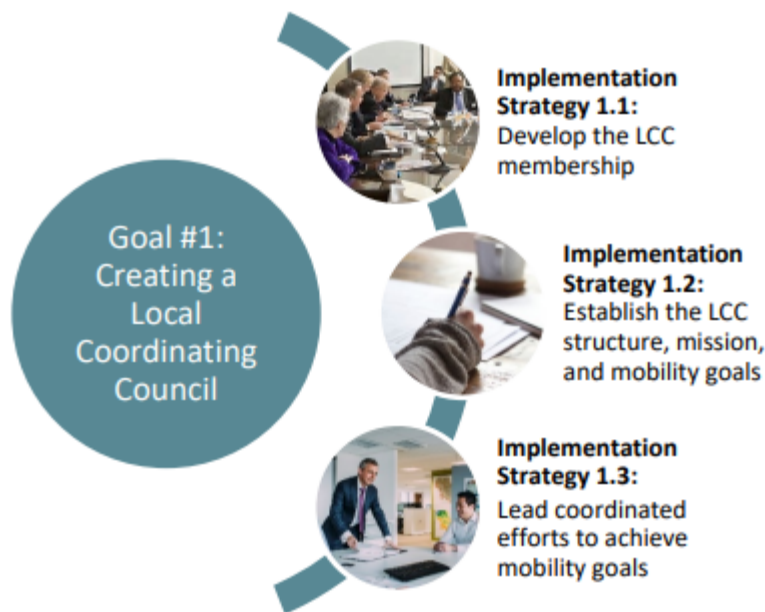 Goal #1:
Creating a
Local
Coordinating
Council
Implementation
Strategy 1.1:
Develop the LCC
membership
Implementation
Strategy 1.2:
Establish the LCC
structure, mission,
and mobility goals
Implementation
Strategy 1.3:
Lead coordinated
efforts to achieve
mobility goals